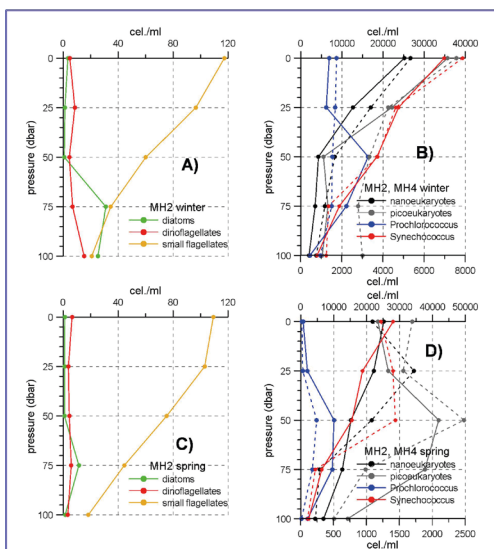 cel./ml
0 40 80 120
0
25
50
75
100
pressure (dbar)
A)
MH2 winter
diatoms
dinoflagellates
small flagellates
cel./ml
0 10000 20000 30000 40000
0
25
50
75
100
pressure (dbar)
B)
MH2, MH4 winter
nanoeukaryotes
picoeukaryotes
Prochlorococcus
Synechococcus
0 2000 4000 6000 8000
cel./ml
cel./ml
0 40 80 120
0
25
50
75
100
pressure (dbar)
C)
MH2 spring
diatoms
dinoflagellates
small flagellates
cel./ml
0 10000 20000 30000 40000 50000
0
25
50
75
100
pressure (dbar)
D)
MH2, MH4 spring
nanoeukaryotes
picoeukaryotes
Prochlorococcus
Synechococcus
0 500 1000 1500 2000 2500
cel./ml